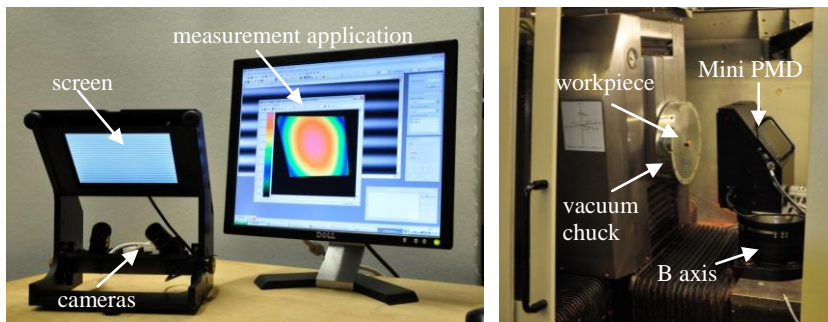 measurement application
screen
cameras
DELL
workpiece
Mini PMD
vacuum
chuck
B axis